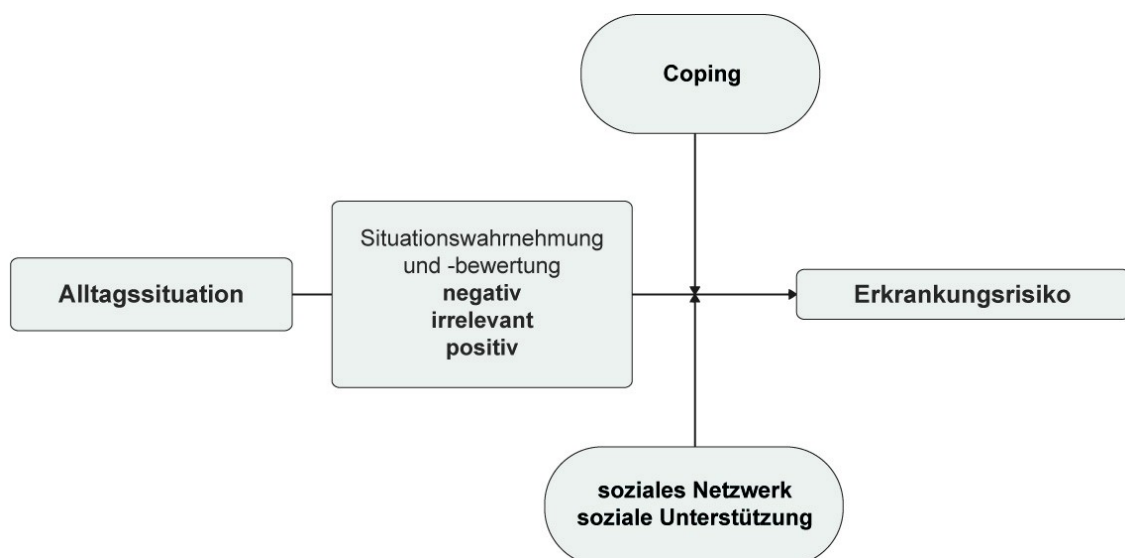 Coping
Alltagssituation
Situationswahrnehmung
und -bewertung
negativ
irrelevant
positiv
Erkrankungsrisiko
soziales Netzwerk
soziale Unterstützung